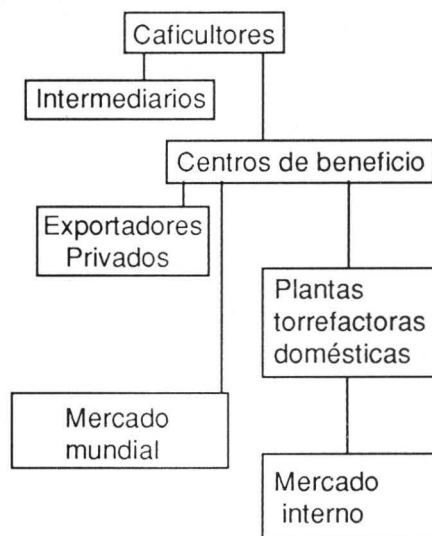 Caficultores
Intermediarios
Centros de beneficio
Exportadores
Privados
Plantas
torrefactoras
domésticas
Mercado
mundial
Mercado
interno